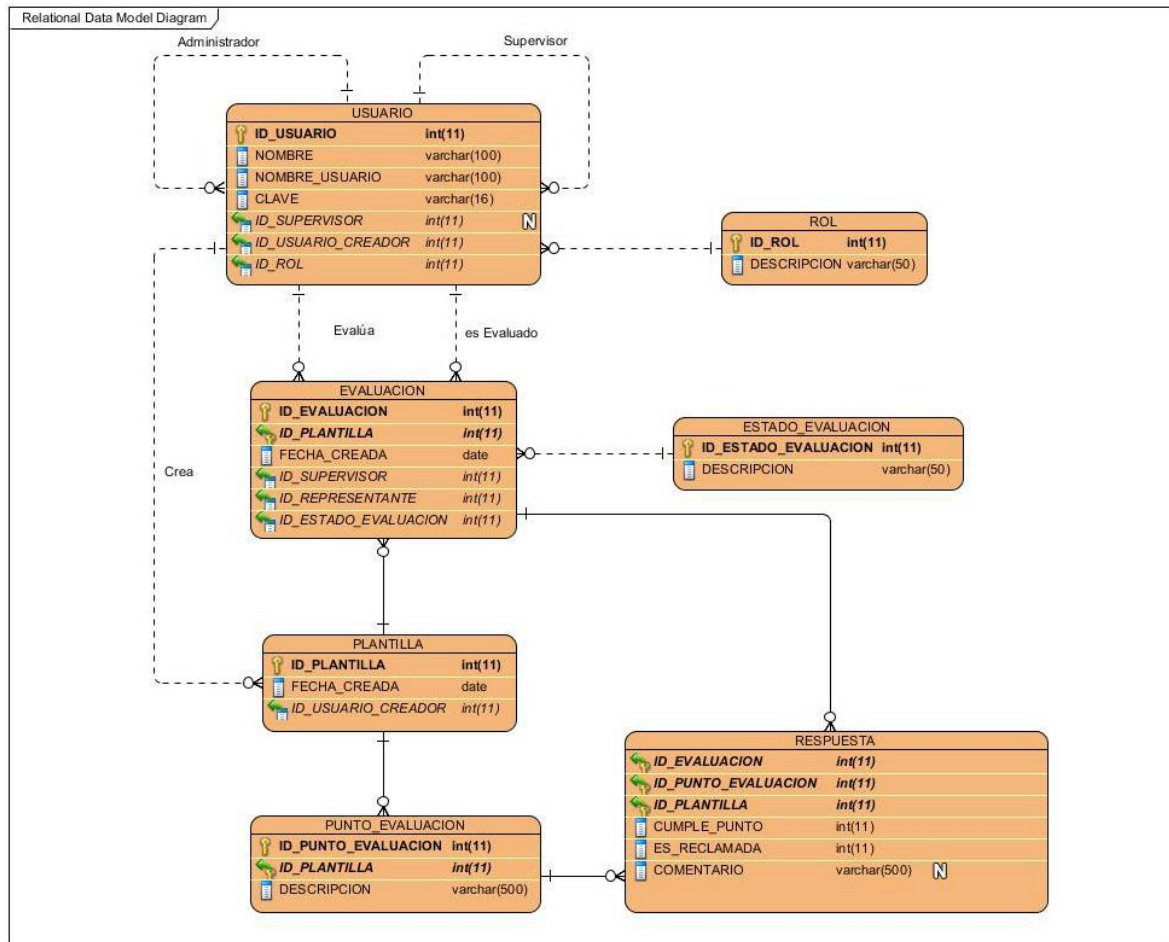 Relational Data Model Diagram
Administrador
Supervisor
USUARIO
ID_USUARIO int(11)
NOMBRE varchar(100)
NOMBRE_USUARIO varchar(100)
CLAVE varchar(16)
ID_SUPERVISOR int(11) N
ID_USUARIO_CREADOR int(11)
ID_ROL int(11)
ROL
ID_ROL int(11)
DESCRIPCION varchar(50)
Evalúa
es Evaluado
EVALUACION
ID_EVALUACION int(11)
ID_PLANTILLA int(11)
FECHA_CREADA date
ID_SUPERVISOR int(11)
ID_REPRESENTANTE int(11)
ID_ESTADO_EVALUACION int(11)
ESTADO_EVALUACION
ID_ESTADO_EVALUACION int(11)
DESCRIPCION varchar(50)
Crea
PLANTILLA
ID_PLANTILLA int(11)
FECHA_CREADA date
ID_USUARIO_CREADOR int(11)
RESPUESTA
ID_EVALUACION int(11)
ID_PUNTO_EVALUACION int(11)
ID_PLANTILLA int(11)
CUMPLE_PUNTO int(11)
ES_RECLAMADA int(11)
COMENTARIO varchar(500) N
PUNTO_EVALUACION
ID_PUNTO_EVALUACION int(11)
ID_PLANTILLA int(11)
DESCRIPCION varchar(500)